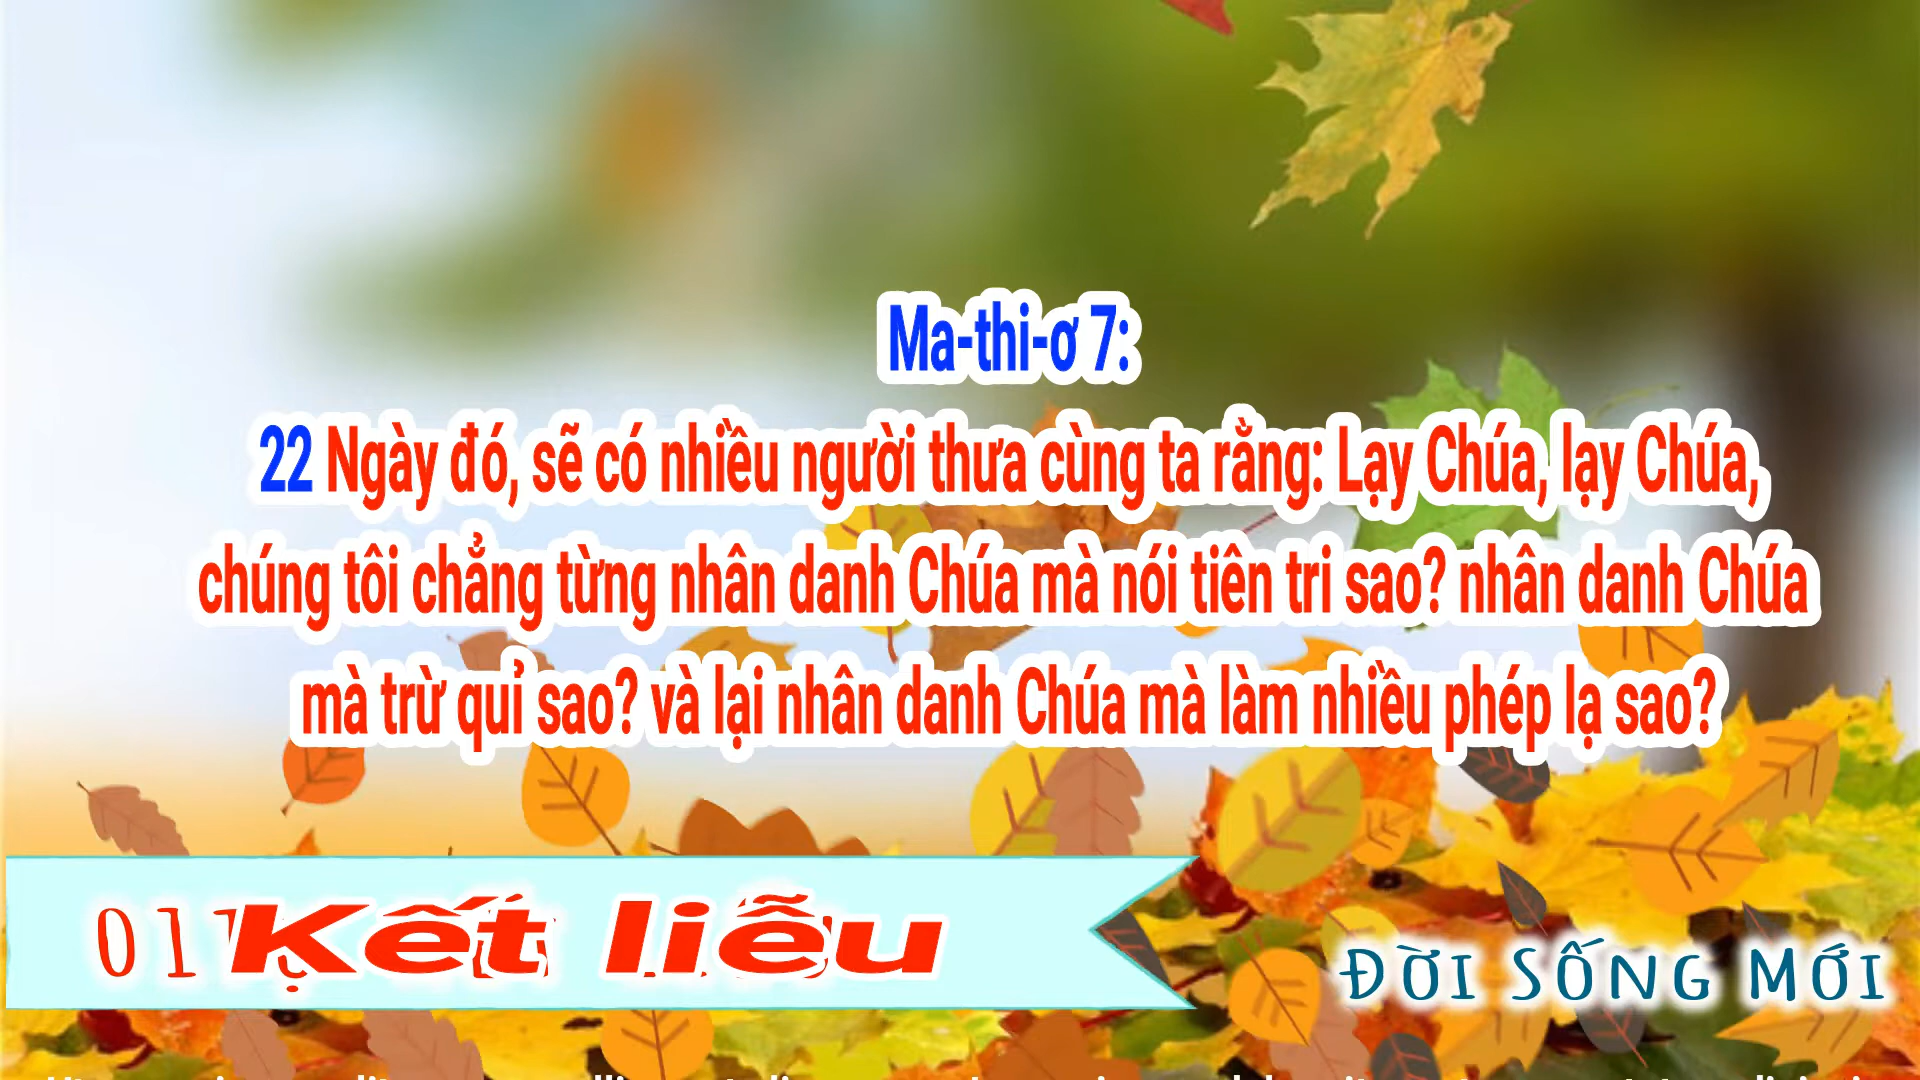 Ma-thi-ơ 7:
22 Ngày đó, sẽ có nhiều người thưa cùng ta rằng: Lạy Chúa, lạy Chúa,
chúng tôi chẳng từng nhân danh Chúa mà nói tiên tri sao? nhân danh Chúa
mà trừ quỉ sao? và lại nhân danh Chúa mà làm nhiều phép lạ sao?
Kết liễu
ĐỜI SỐNG MỚI